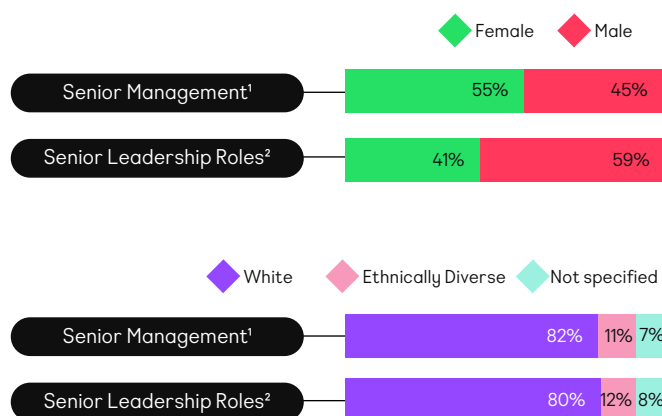 Female Male
Senior Management¹ 55% 45%
Senior Leadership Roles² 41% 59%
White Ethnically Diverse Not specified
Senior Management¹ 82% 11% 7%
Senior Leadership Roles² 80% 12% 8%